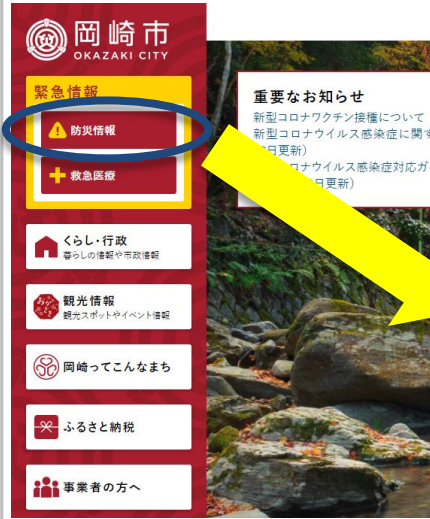 岡崎市
OKAZAKI CITY
緊急情報
防災情報
救急医療
くらし・行政
暮らしの情報や市政情報
観光情報
観光スポットやイベント情報
岡崎ってこんなまち
ふるさと納税
事業者の方へ
重要なお知らせ
新型コロナワクチン接種について
新型コロナウイルス感染症に関す
日更新）
ロナウイルス感染症対応ガ
日更新）